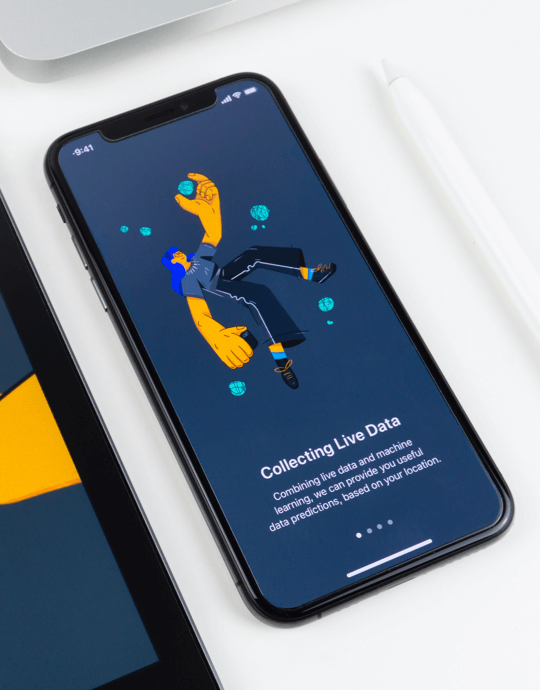 9:41
Collecting Live Data
Combining live data and machine
learning, we can provide you useful
data predictions, based on your location.